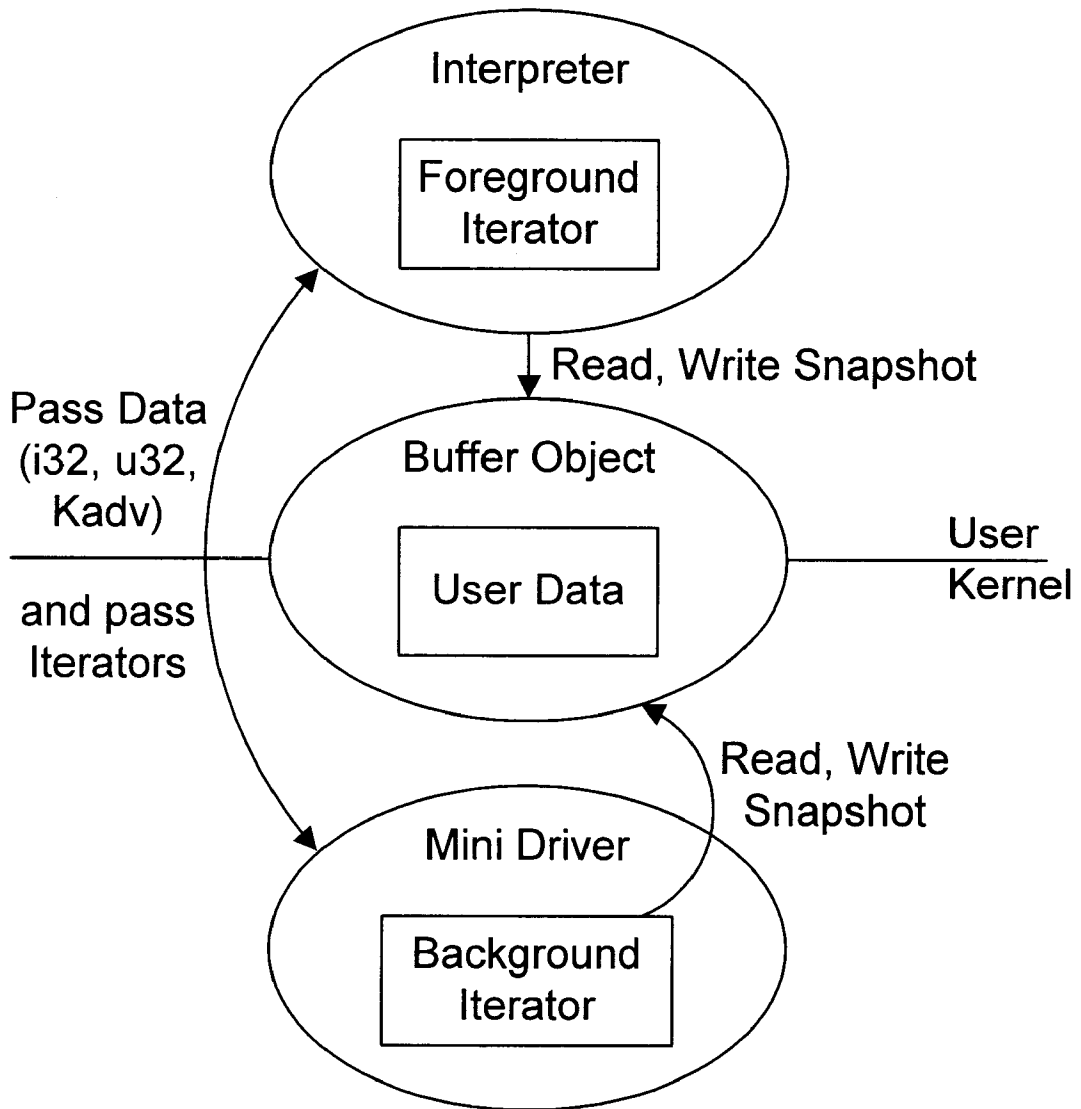 Interpreter
Foreground
Iterator
Read, Write Snapshot
Pass Data
(i32, u32,
Kadv)
and pass
Iterators
Buffer Object
User Data
User
Kernel
Read, Write
Snapshot
Mini Driver
Background
Iterator